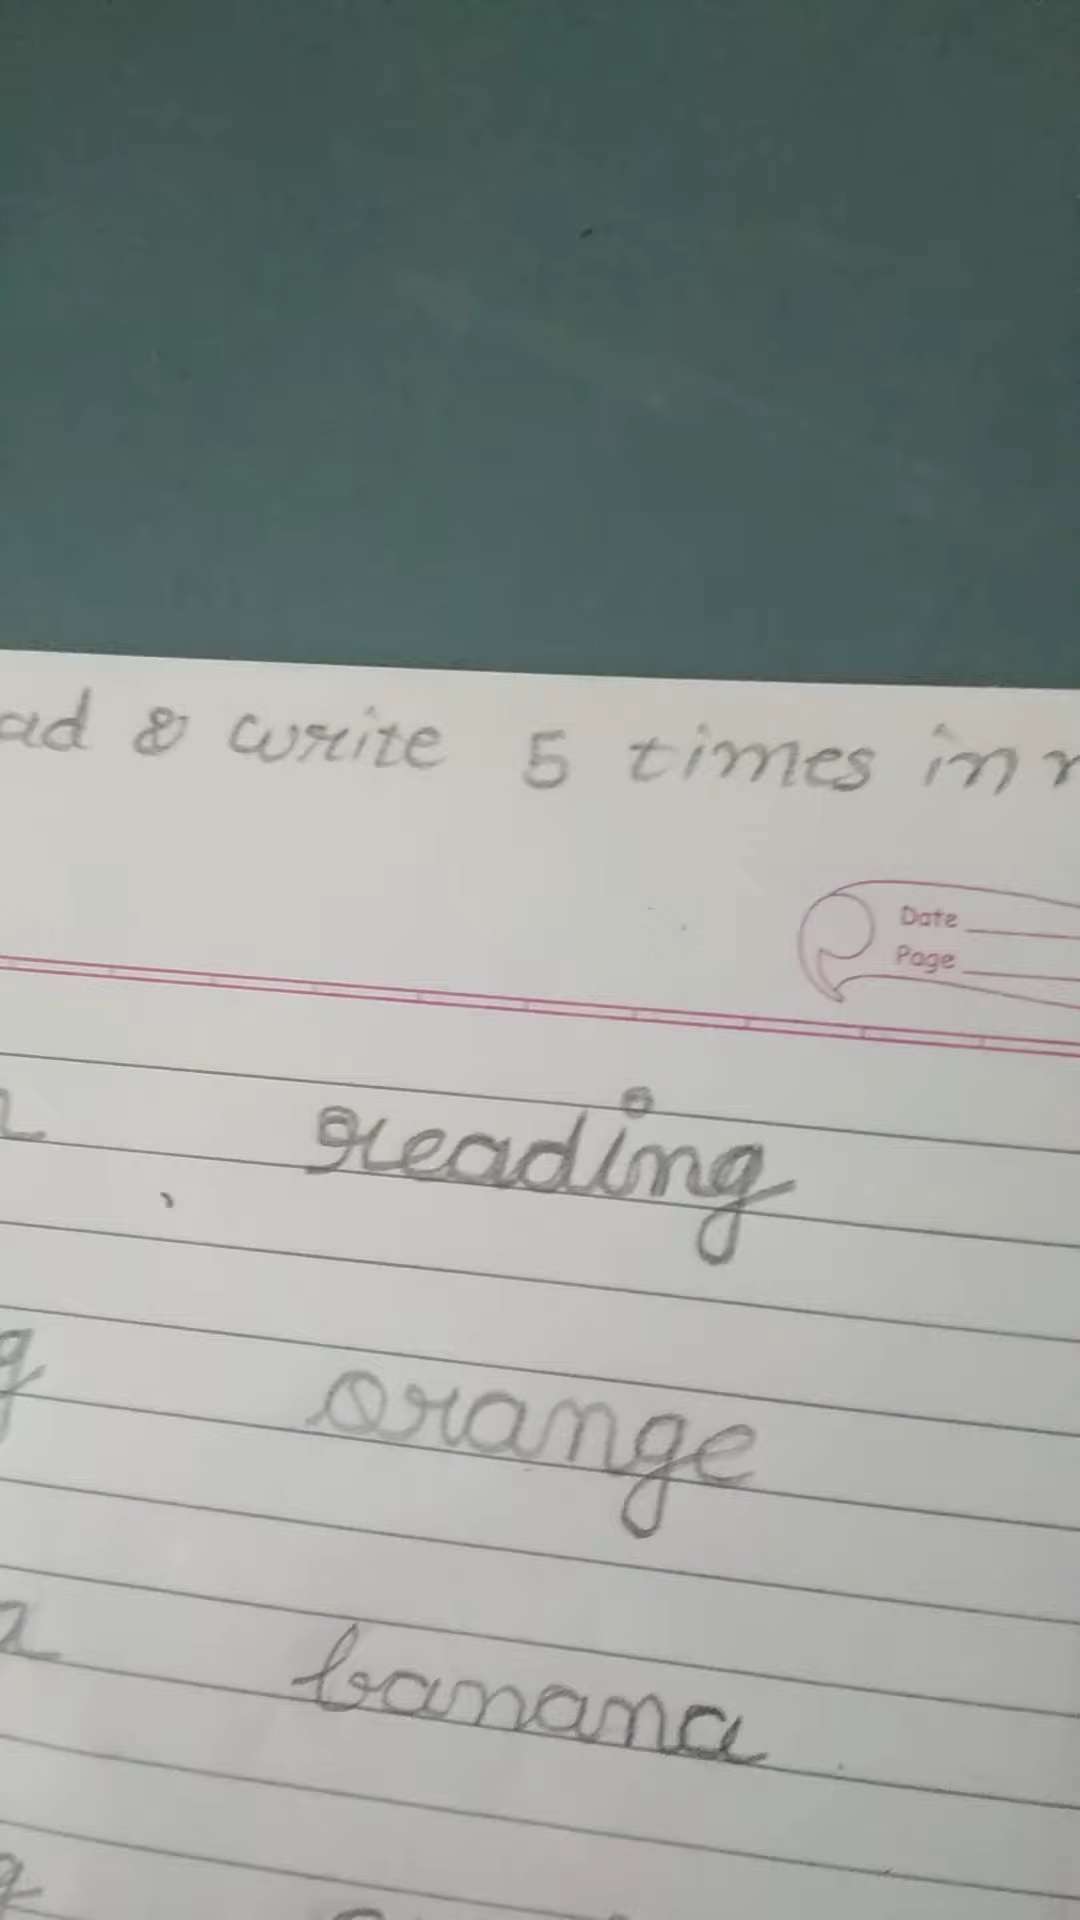 & write 5 times in
Date
Page
reading
orange
banana